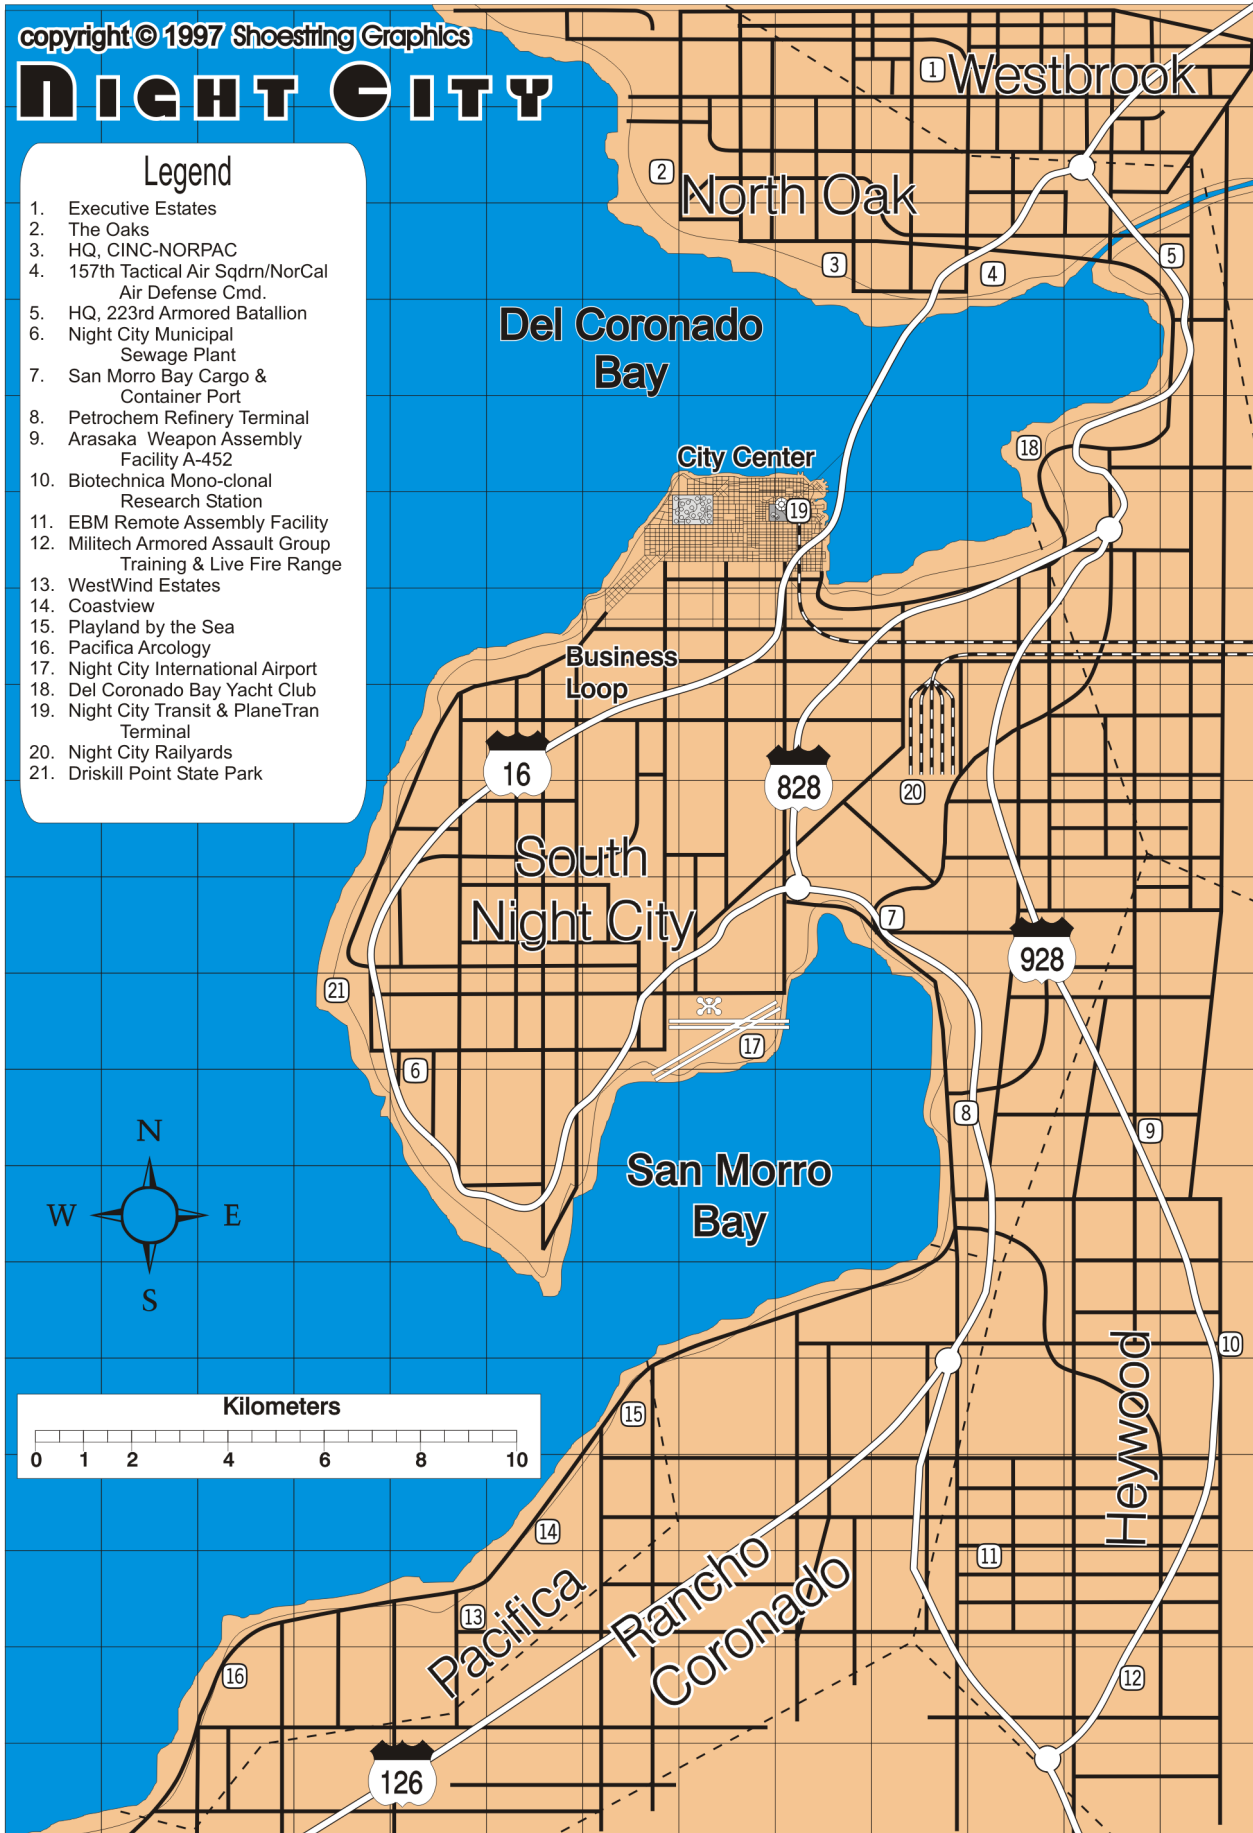 copyright © 1997 Shoestring Graphics
NIGHT CITY
Legend
1. Executive Estates
2. The Oaks
3. HQ, CINC-NORPAC
4. 157th Tactical Air Sqdrn/NorCal
Air Defense Cmd.
5. HQ, 223rd Armored Batallion
6. Night City Municipal
Sewage Plant
7. San Morro Bay Cargo &
Container Port
8. Petrochem Refinery Terminal
9. Arasaka Weapon Assembly
Facility A-452
10. Biotechnica Mono-clonal
Research Station
11. EBM Remote Assembly Facility
12. Militech Armored Assault Group
Training & Live Fire Range
13. WestWind Estates
14. Coastview
15. Playland by the Sea
16. Pacifica Arcology
17. Night City International Airport
18. Del Coronado Bay Yacht Club
19. Night City Transit & PlaneTran
Terminal
20. Night City Railyards
21. Driskill Point State Park
1
Westbrook
2
North Oak
3
4
5
Del Coronado
Bay
18
City Center
19
Business
Loop
16
828
20
South
Night City
7
928
21
17
6
8
9
N
W E
S
San Morro
Bay
Kilometers
0 1 2 4 6 8 10
10
Heywood
15
14
11
Pacifica
Rancho
Coronado
13
16
12
126